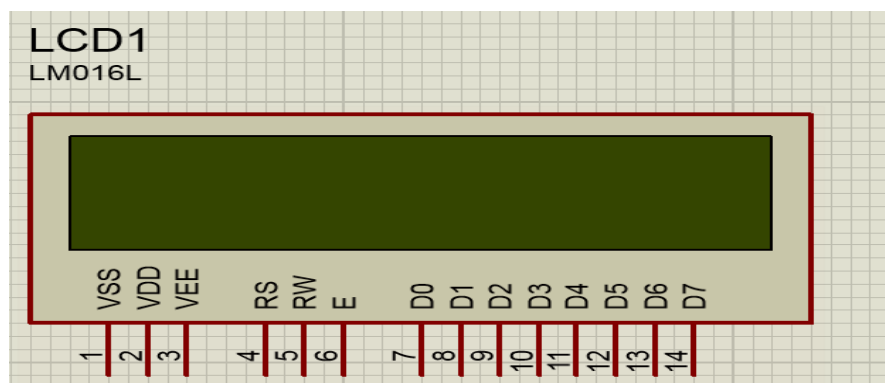 LCD1
LM016L
VSS VDD VEE RS RW E D0 D1 D2 D3 D4 D5 D6 D7
1 2 3 4 5 6 7 8 9 10 11 12 13 14